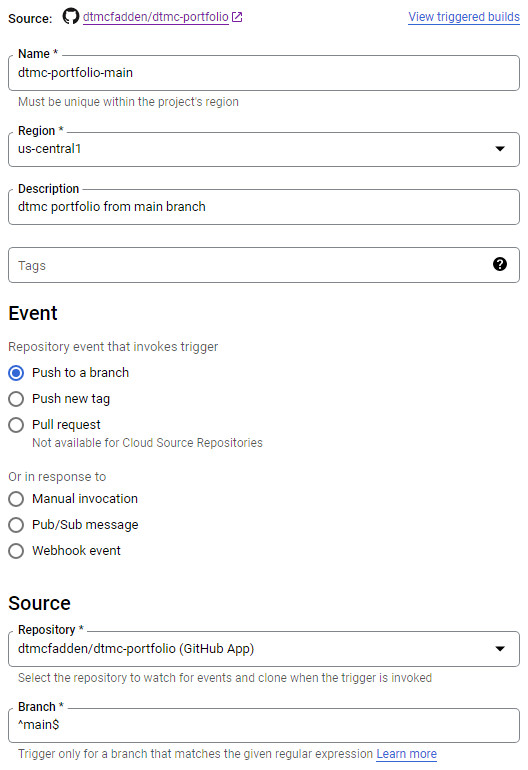 Source: dtmcfadden/dtmc-portfolio View triggered builds
Name *
dtmc-portfolio-main
Must be unique within the project's region
Region *
us-central1
Description
dtmc portfolio from main branch
Tags ?
Event
Repository event that invokes trigger
Push to a branch
Push new tag
Pull request
Not available for Cloud Source Repositories
Or in response to
Manual invocation
Pub/Sub message
Webhook event
Source
Repository *
dtmcfadden/dtmc-portfolio (GitHub App)
Select the repository to watch for events and clone when the trigger is invoked
Branch *
^main$
Trigger only for a branch that matches the given regular expression Learn more